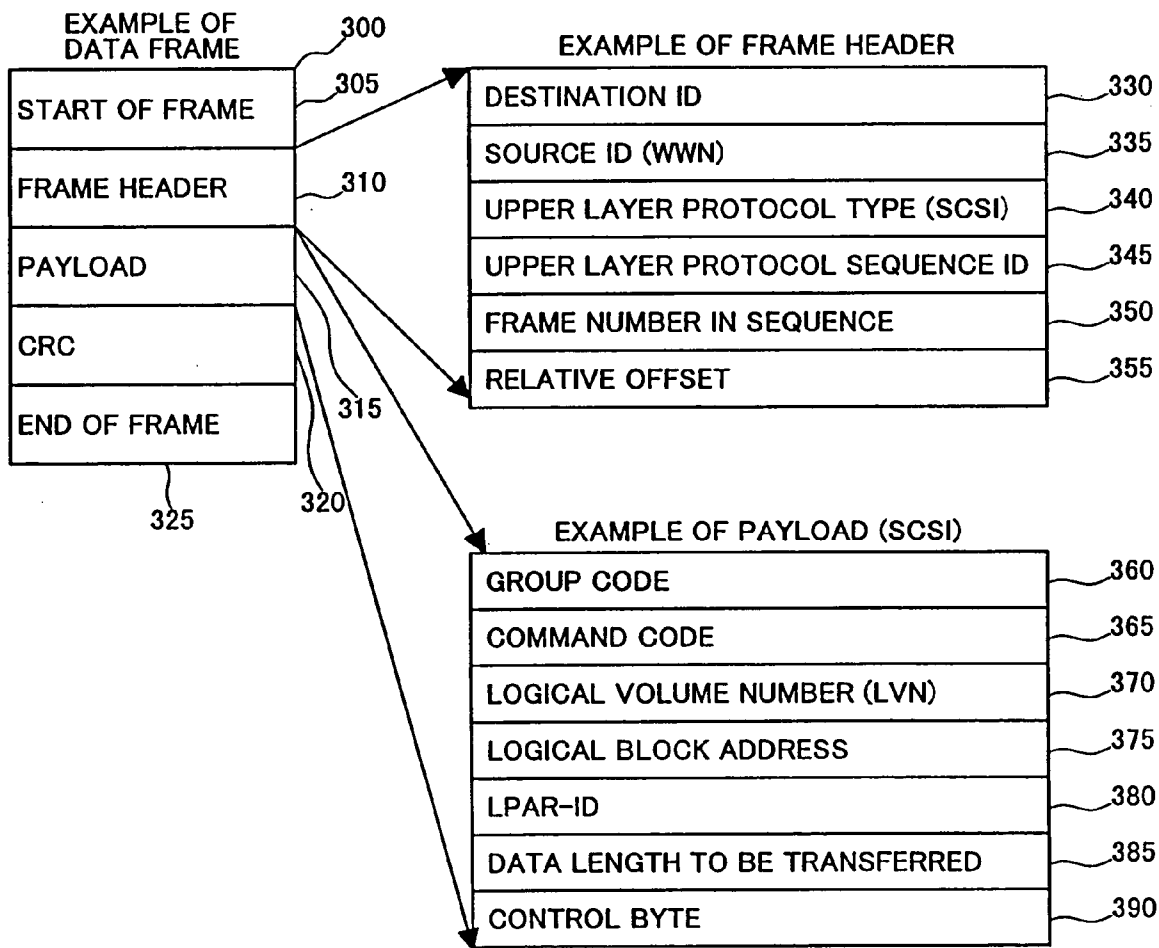 EXAMPLE OF
DATA FRAME
300
START OF FRAME
305
FRAME HEADER
310
PAYLOAD
315
CRC
320
END OF FRAME
325
EXAMPLE OF FRAME HEADER
DESTINATION ID
330
SOURCE ID (WWN)
335
UPPER LAYER PROTOCOL TYPE (SCSI)
340
UPPER LAYER PROTOCOL SEQUENCE ID
345
FRAME NUMBER IN SEQUENCE
350
RELATIVE OFFSET
355
EXAMPLE OF PAYLOAD (SCSI)
GROUP CODE
360
COMMAND CODE
365
LOGICAL VOLUME NUMBER (LVN)
370
LOGICAL BLOCK ADDRESS
375
LPAR-ID
380
DATA LENGTH TO BE TRANSFERRED
385
CONTROL BYTE
390